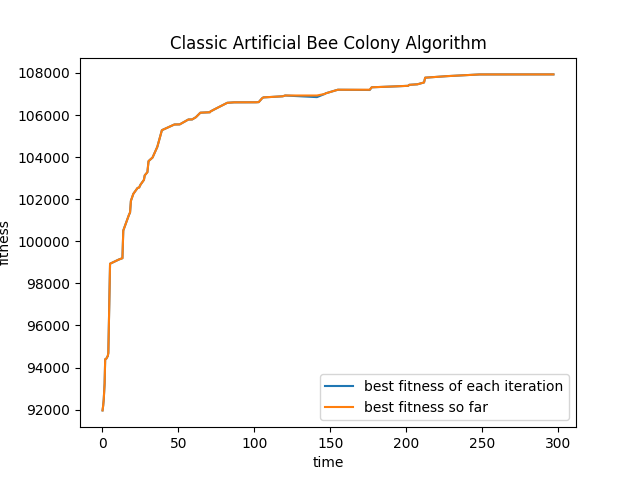 Classic Artificial Bee Colony Algorithm
108000
106000
104000
102000
100000
98000
96000
94000
92000
fitness
0 50 100 150 200 250 300
time
best fitness of each iteration
best fitness so far